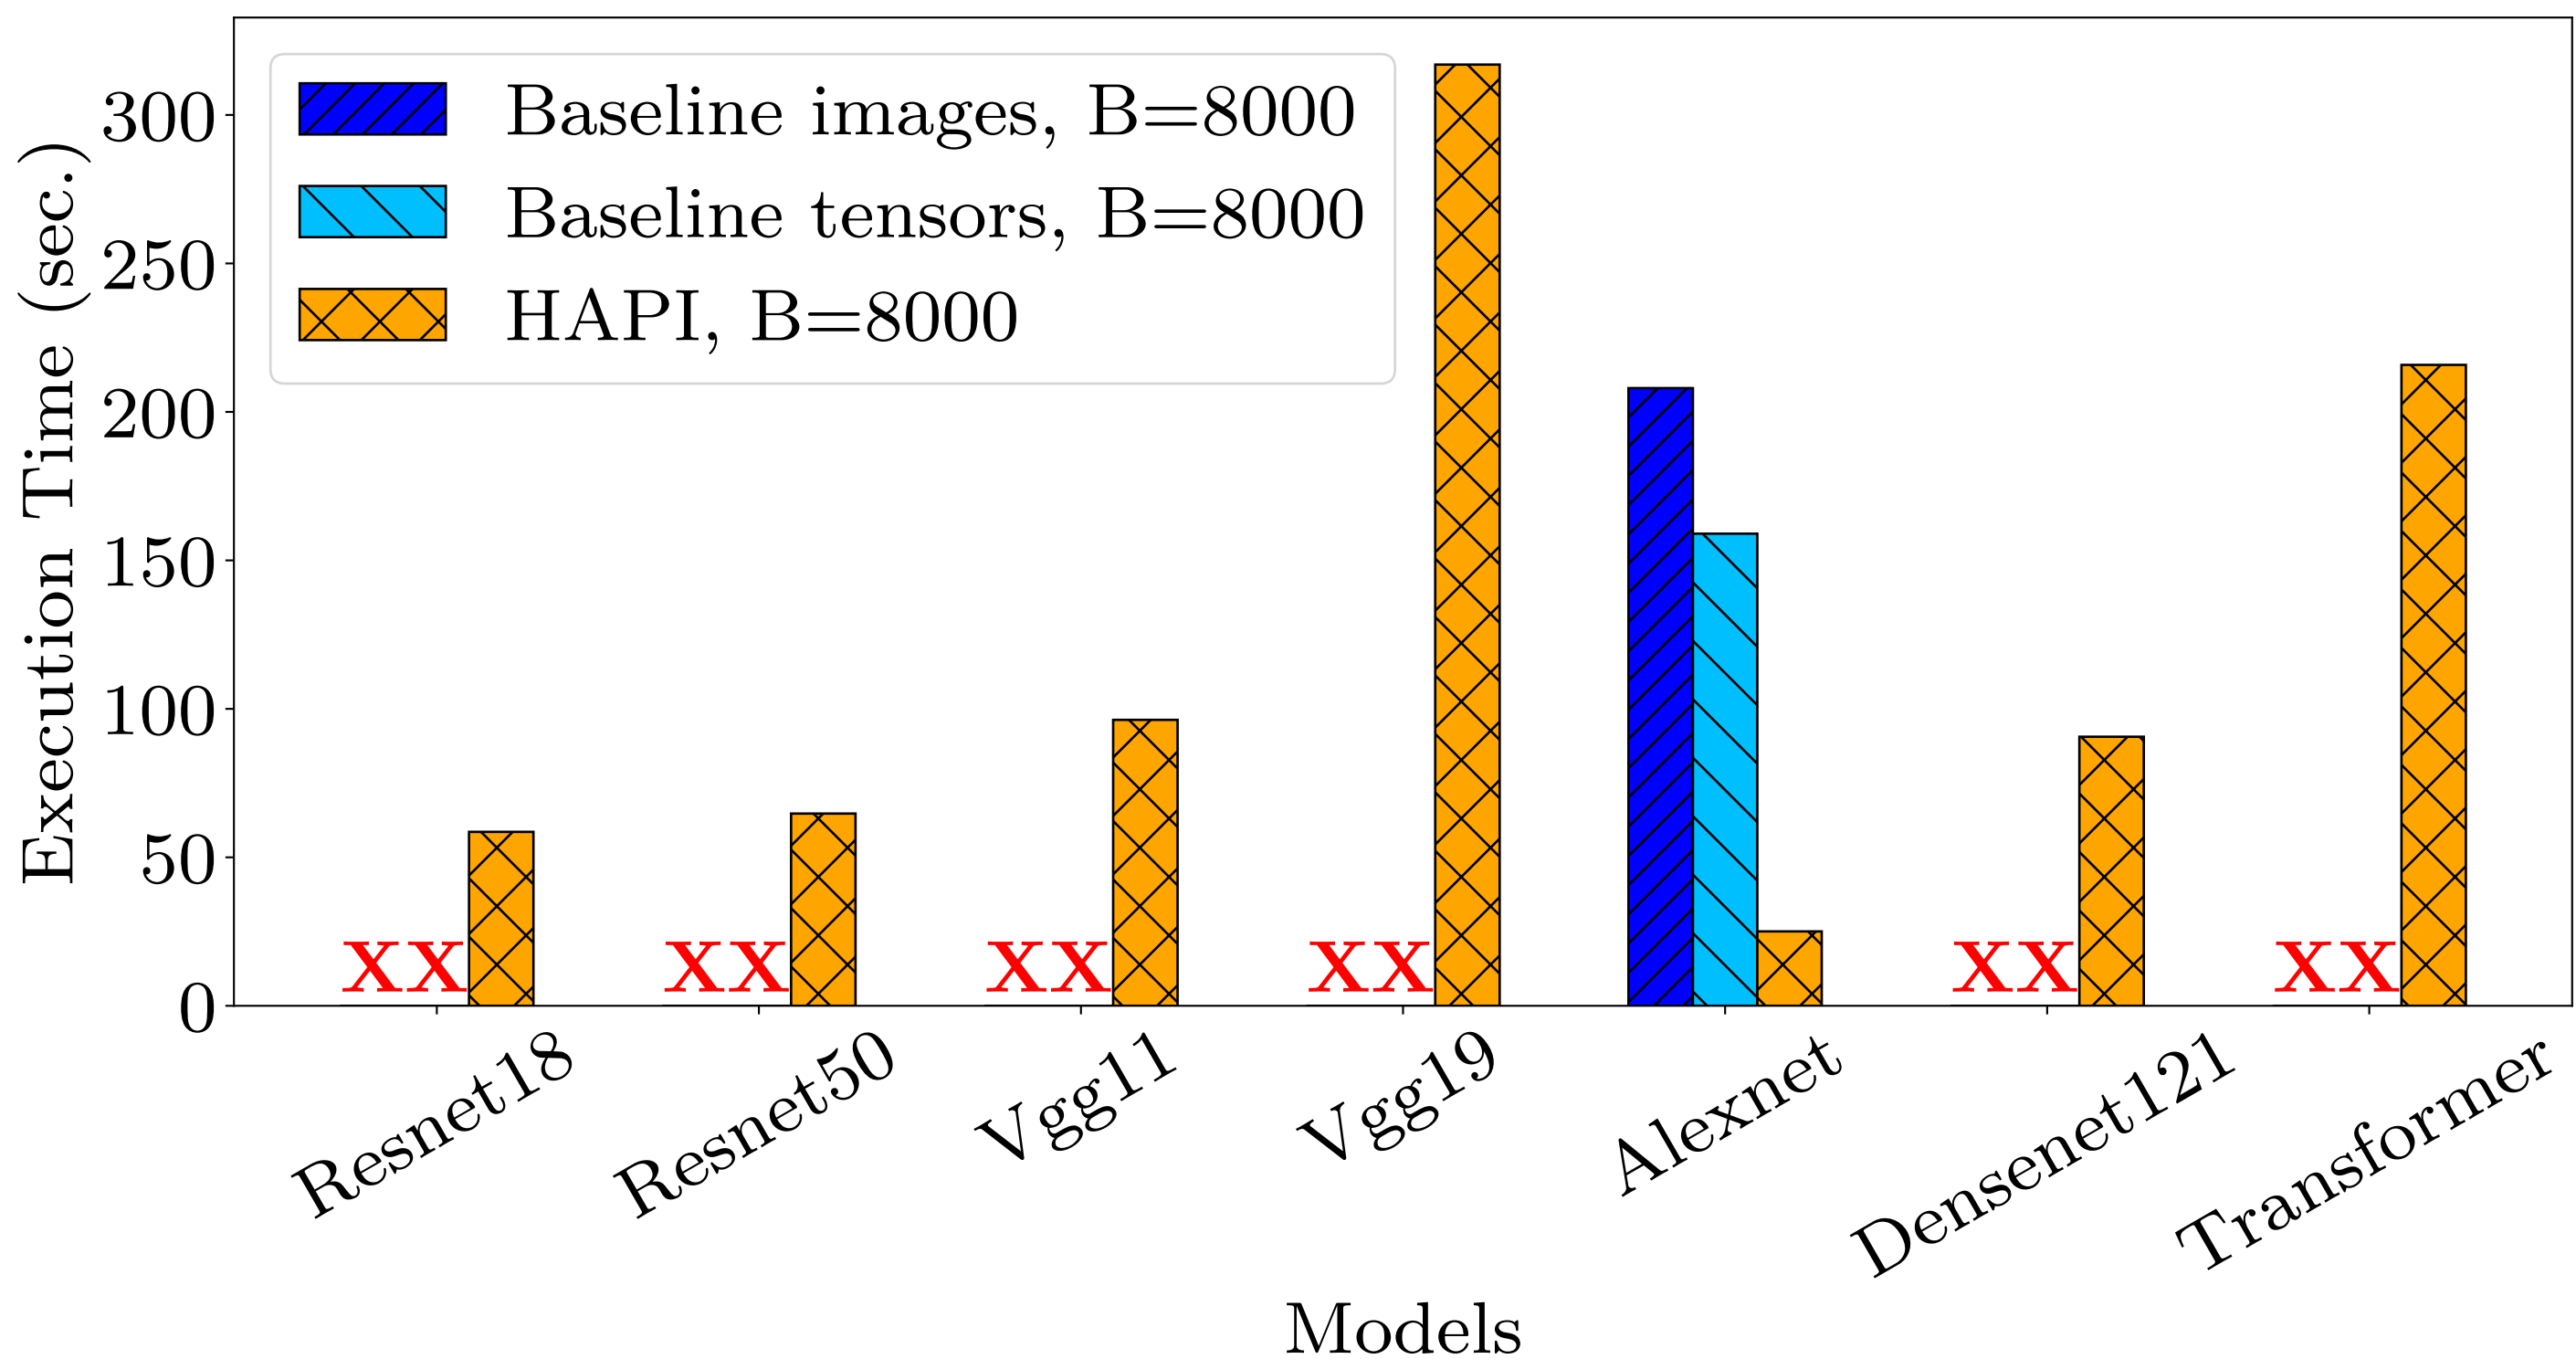 Execution Time (sec.)
300
250
200
150
100
50
0
Baseline images, B=8000
Baseline tensors, B=8000
HAPI, B=8000
XX XX XX XX XX XX
Resnet18 Resnet50 Vgg11 Vgg19 Alexnet Densenet121 Transformer
Models